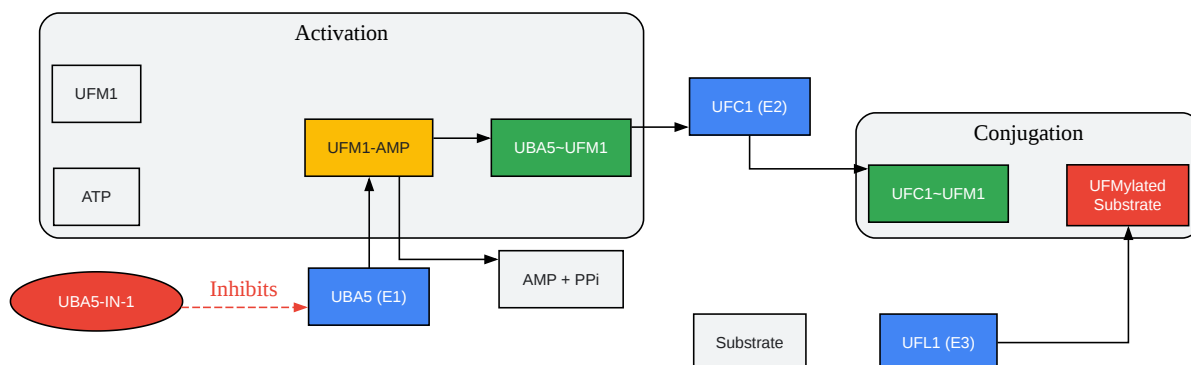 Activation
UFM1
UFC1 (E2)
UFM1-AMP
UBA5~UFM1
Conjugation
ATP
UFC1~UFM1
UFMylated
Substrate
AMP + PPi
UBA5-IN-1
Inhibits
UBA5 (E1)
Substrate
UFL1 (E3)